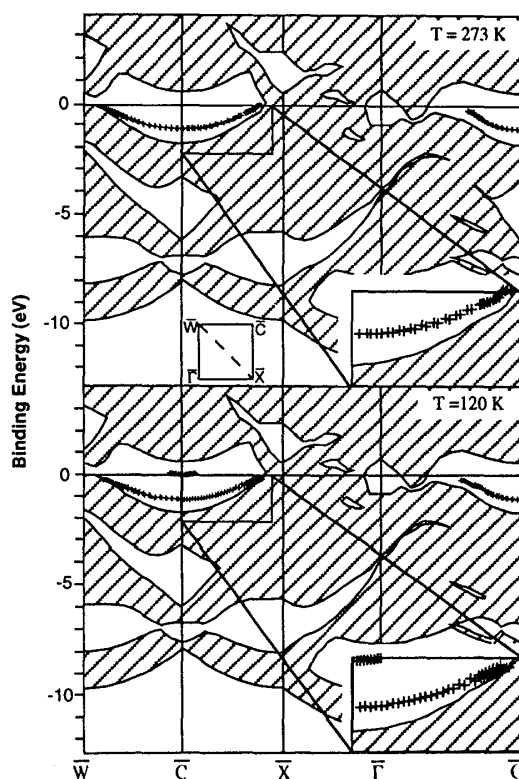 T = 273 K
0
-5
-10
Binding Energy (eV)
W̅
C̅
Γ̅
X̅
T = 120 K
0
-5
-10
W̅
C̅
X̅
Γ̅
C̅